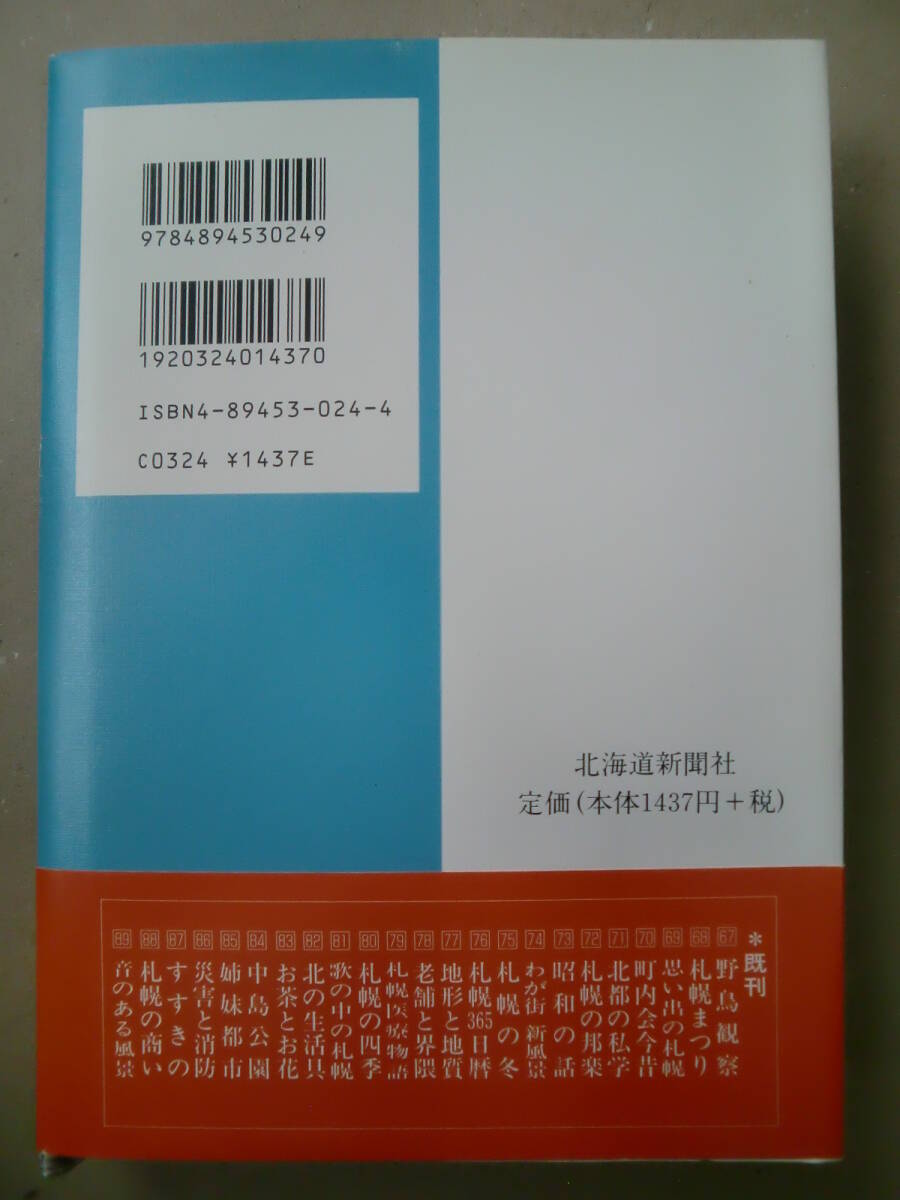 9784894530249
1920324014370
ISBN4-89453-024-4
C0324 ¥1437E
北海道新聞社
定価(本体1437円+税)
*既刊
67 野鳥観察
68 札幌まつり
69 思い出の札幌
70 町内会今昔
71 北都の私学
72 札幌の邦楽
73 昭和の話
74 わが街新風景
75 札幌の冬
76 札幌365日暦
77 地形と地質
78 老舗と界隈
79 札幌医療物語
80 札幌の四季
81 歌の中の札幌
82 北の生活具
83 お茶とお花
84 中島公園
85 姉妹都市
86 災害と消防
87 すすきの
88 札幌の商い
89 音のある風景